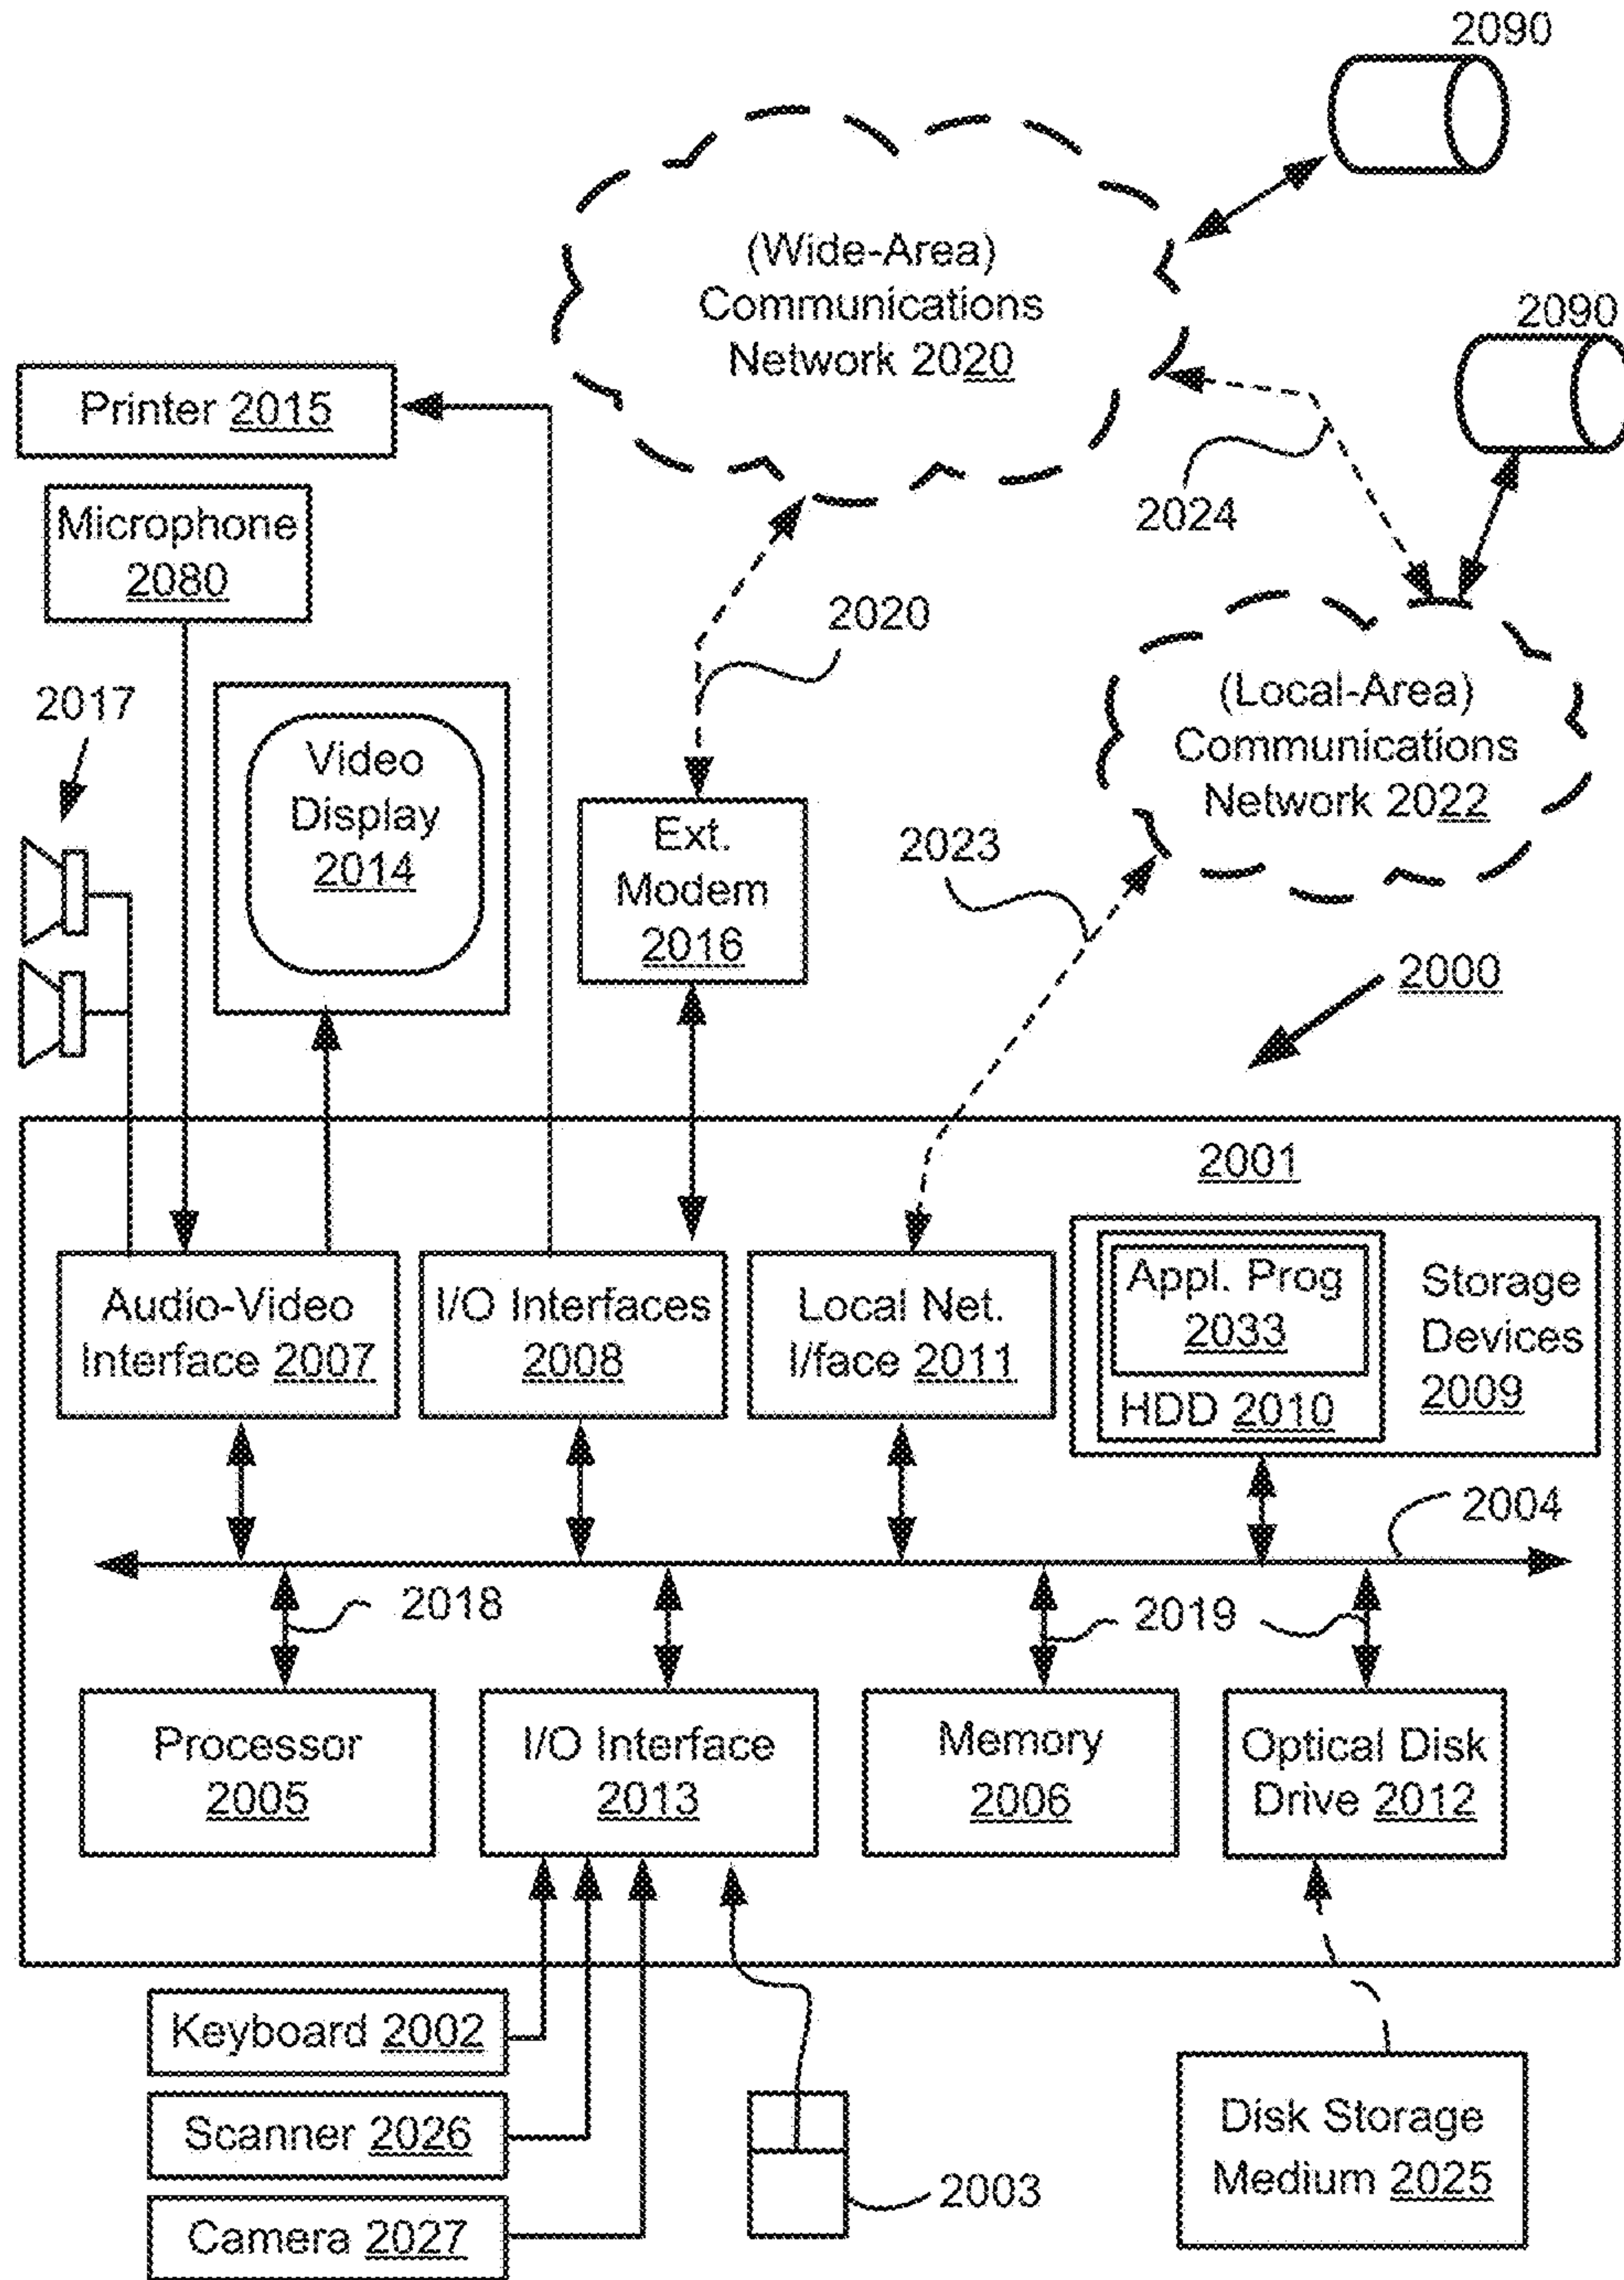 2090
(Wide-Area)
Communications
Network 2020
2090
Printer 2015
2024
Microphone
2080
2020
2017
(Local-Area)
Communications
Network 2022
Video
Display
2014
Ext.
Modem
2016
2023
2000
2001
Audio-Video
Interface 2007
I/O Interfaces
2008
Local Net.
I/face 2011
Appl. Prog
2033
HDD 2010
Storage
Devices
2009
2004
2018
2019
Processor
2005
I/O Interface
2013
Memory
2006
Optical Disk
Drive 2012
Keyboard 2002
Scanner 2026
Camera 2027
2003
Disk Storage
Medium 2025